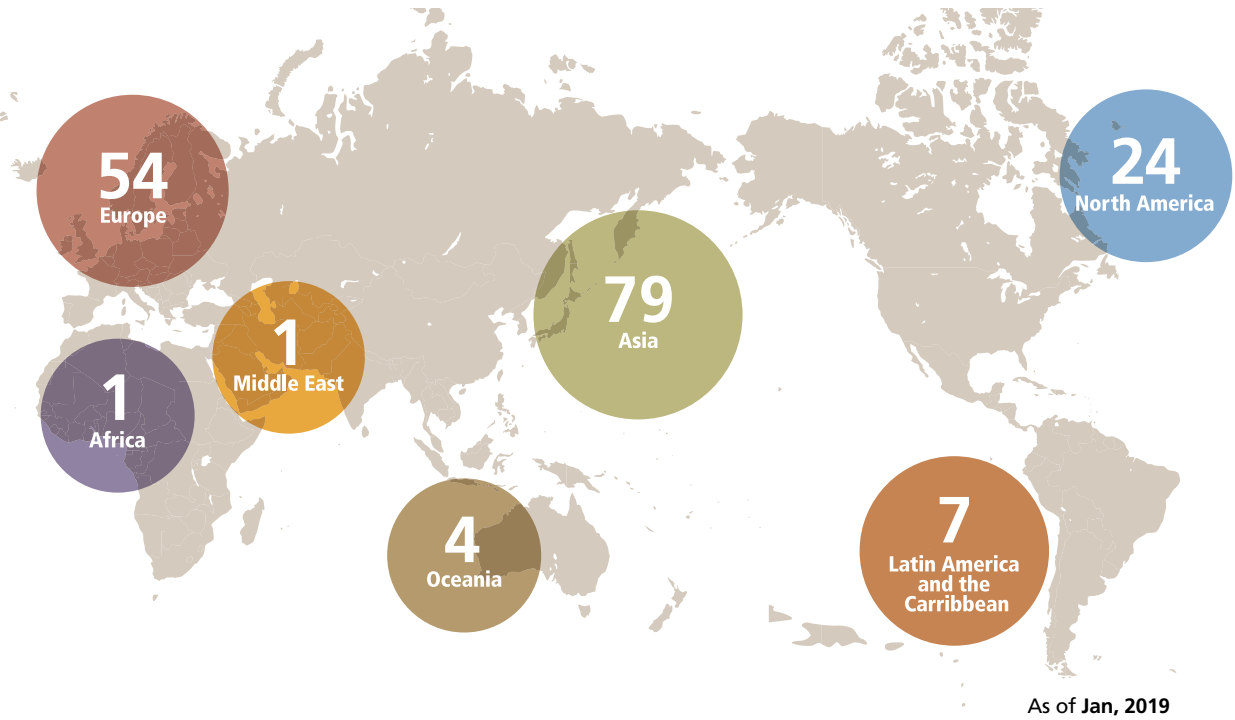 54
Europe
24
North America
79
Asia
1
Middle East
1
Africa
4
Oceania
7
Latin America
and the
Carribbean
As of Jan, 2019